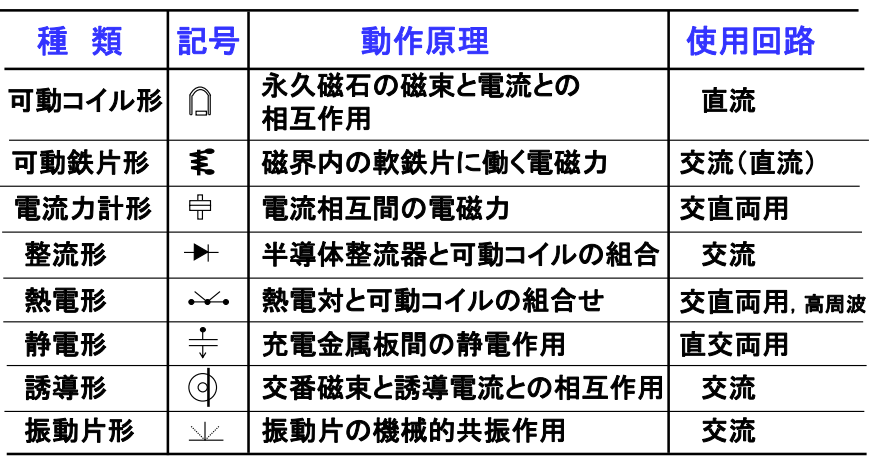 種 類 記号 動作原理 使用回路
可動コイル形 永久磁石の磁束と電流との
相互作用 直流
可動鉄片形 磁界内の軟鉄片に働く電磁力 交流(直流)
電流力計形 電流相互間の電磁力 交直両用
整流形 半導体整流器と可動コイルの組合 交流
熱電形 熱電対と可動コイルの組合せ 交直両用, 高周波
静電形 充電金属板間の静電作用 直交両用
誘導形 交番磁束と誘導電流との相互作用 交流
振動片形 振動片の機械的共振作用 交流